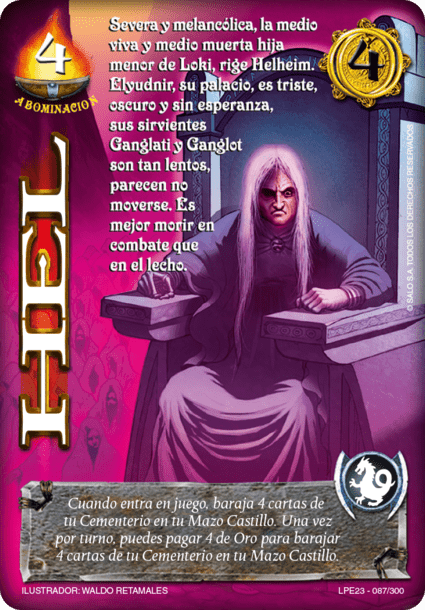 4
ABOMINACION
4
Severa y melancólica, la medio
viva y medio muerta hija
menor de Loki, rige Helheim.
Elyudnir, su palacio, es triste,
oscuro y sin esperanza,
sus sirvientes
Ganglati y Ganglot
son tan lentos,
parecen no
moverse. Es
mejor morir en
combate que
en el lecho.
HEL
© SALO S.A. TODOS LOS DERECHOS RESERVADOS
Cuando entra en juego, baraja 4 cartas de
tu Cementerio en tu Mazo Castillo. Una vez
por turno, puedes pagar 4 de Oro para barajar
4 cartas de tu Cementerio en tu Mazo Castillo.
ILUSTRADOR: WALDO RETAMALES
LPE23 - 087/300